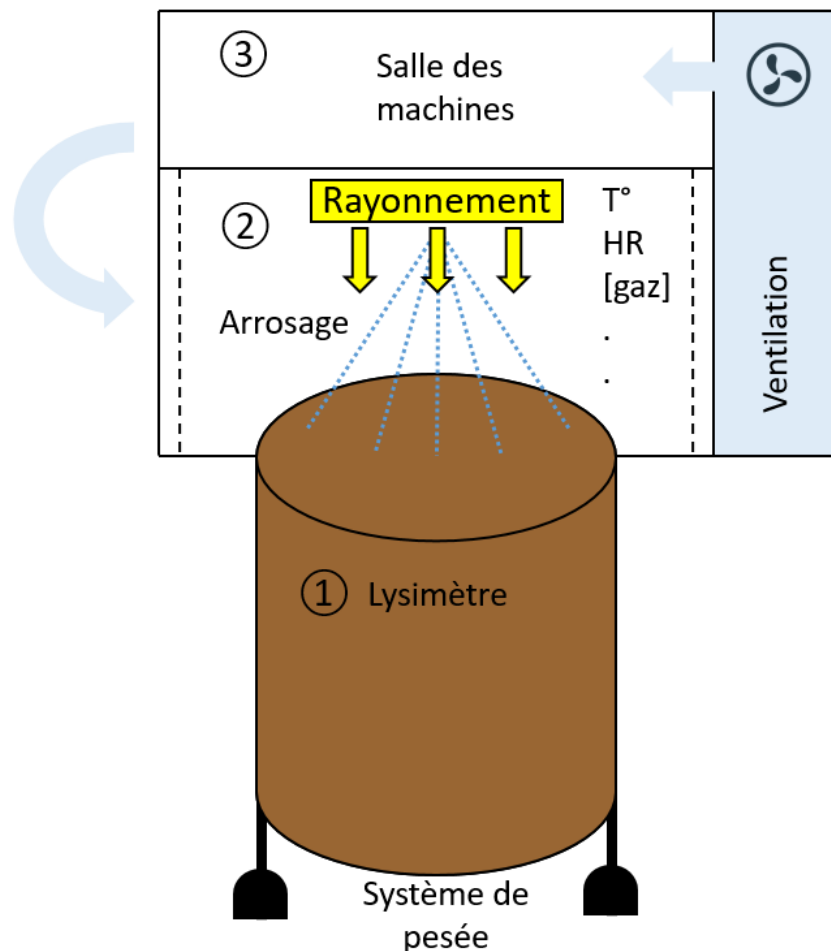 ③
Salle des
machines
②
Rayonnement
T°
HR
[gaz]
.
.
Arrosage
Ventilation
① Lysimètre
Système de
pesée